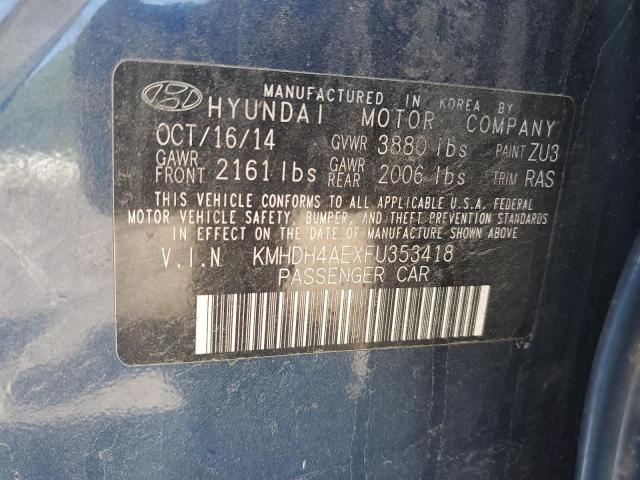 MANUFACTURED IN KOREA BY
HYUNDAI MOTOR COMPANY
OCT/16/14 GVWR 3880 lbs PAINT ZU3
GAWR FRONT 2161 lbs GAWR REAR 2006 lbs TRIM RAS
THIS VEHICLE CONFORMS TO ALL APPLICABLE U.S.A. FEDERAL
MOTOR VEHICLE SAFETY, BUMPER, AND THEFT PREVENTION
STANDARDS IN EFFECT ON THE DATE OF MANUFACTURE SHOWN ABOVE.
V.I.N KMHDH4AEXFU353418
PASSENGER CAR